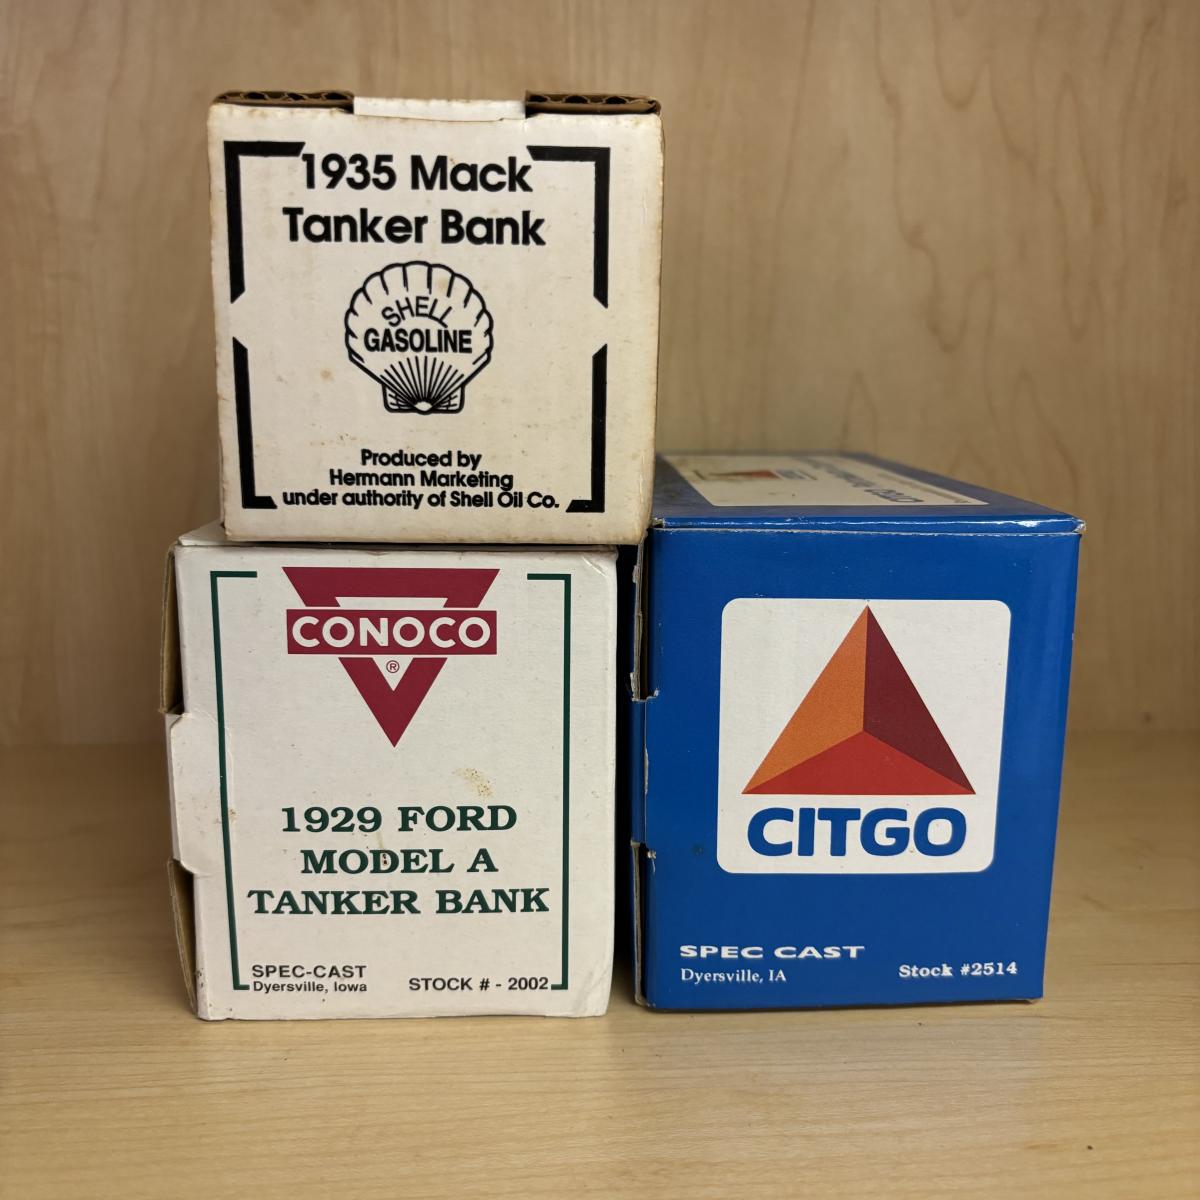 1935 Mack
Tanker Bank
SHELL
GASOLINE
Produced by
Hermann Marketing
under authority of Shell Oil Co.
CONOCO
®
1929 FORD
MODEL A
TANKER BANK
SPEC-CAST
Dyersville, Iowa
STOCK # - 2002
CITGO
SPEC CAST
Dyersville, IA
Stock #2514